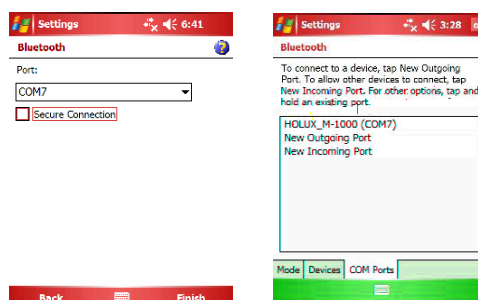 Settings
6:41
Bluetooth
Port:
COM7
Secure Connection
Back
Finish
Settings
3:28
Bluetooth
To connect to a device, tap New Outgoing
Port. To allow other devices to connect, tap
New Incoming Port. For other options, tap and
hold an existing port.
HOLUX_M-1000 (COM7)
New Outgoing Port
New Incoming Port
Mode
Devices
COM Ports